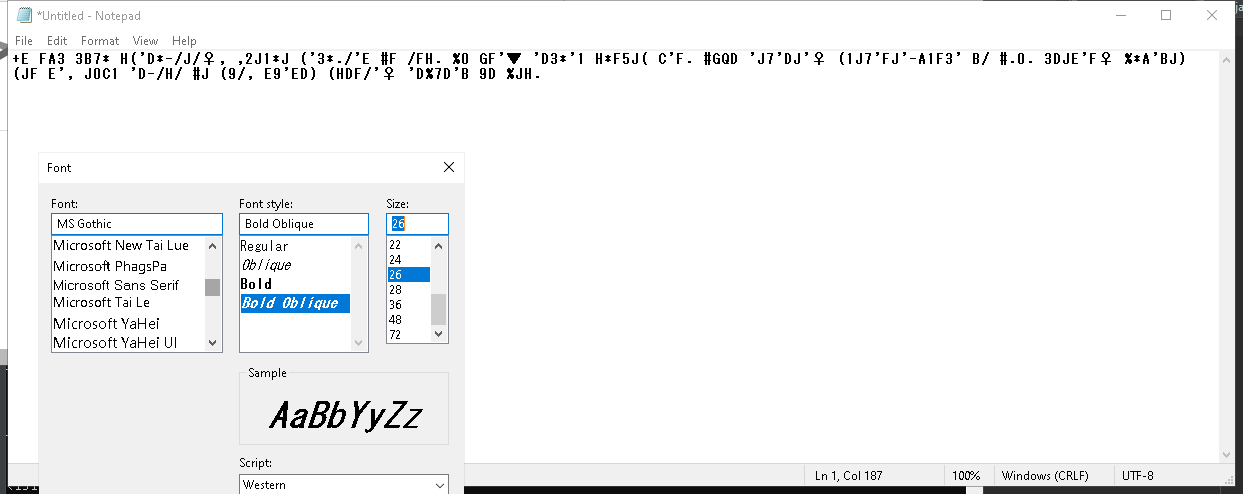 *Untitled - Notepad
File Edit Format View Help
+E FA3 3B7* H('D*-/J/♀, ,2J1*J ('3*./'E #F /FH. %0 GF'▼ 'D3*'1 H*F5J( C'F. #GQD 'J7'DJ'♀ (1J7'FJ'-A1F3' B/ #.0. 3DJE'F♀ %*A'BJ)
(JF E', JOC1 'D-/H/ #J (9/, E9'ED) (HDF/'♀ 'D%7D'B 9D %JH.
Font
Font: Font style: Size:
MS Gothic Bold Oblique 26
Microsoft New Tai Lue Regular 22
Microsoft PhagsPa Oblique 24
Microsoft Sans Serif Bold 26
Microsoft Tai Le Bold Oblique 28
Microsoft YaHei 36
Microsoft YaHei UI 48
72
Sample
AaBbYyZz
Script:
Western
Ln 1, Col 187 100% Windows (CRLF) UTF-8